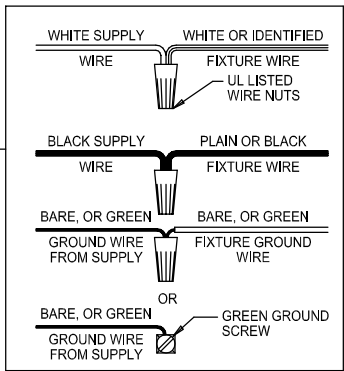 WHITE SUPPLY WHITE OR IDENTIFIED
WIRE FIXTURE WIRE
UL LISTED
WIRE NUTS
BLACK SUPPLY PLAIN OR BLACK
WIRE FIXTURE WIRE
BARE, OR GREEN BARE, OR GREEN
GROUND WIRE FIXTURE GROUND
FROM SUPPLY WIRE
OR
BARE, OR GREEN GREEN GROUND
GROUND WIRE SCREW
FROM SUPPLY